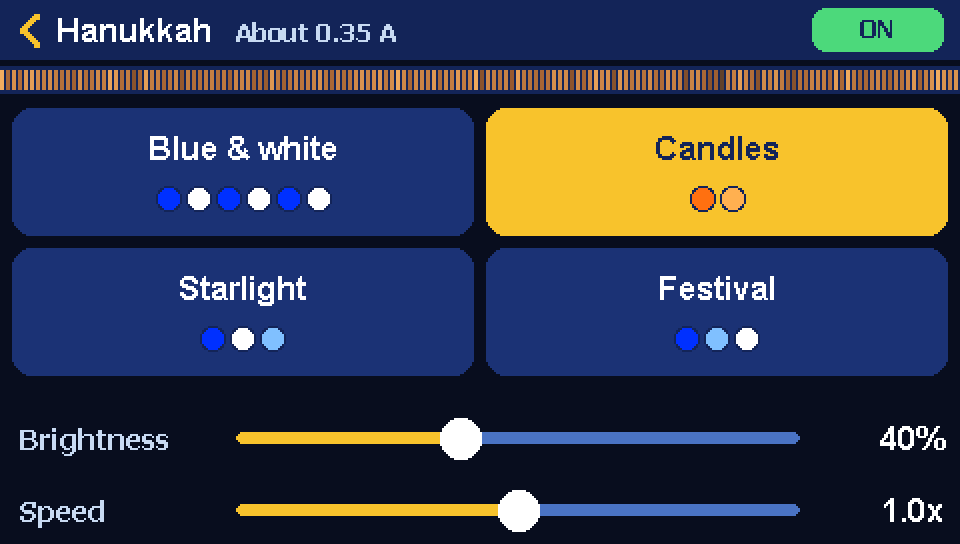 Hanukkah About 0.35 A ON
Blue & white Candles
Starlight Festival
Brightness 40%
Speed 1.0x